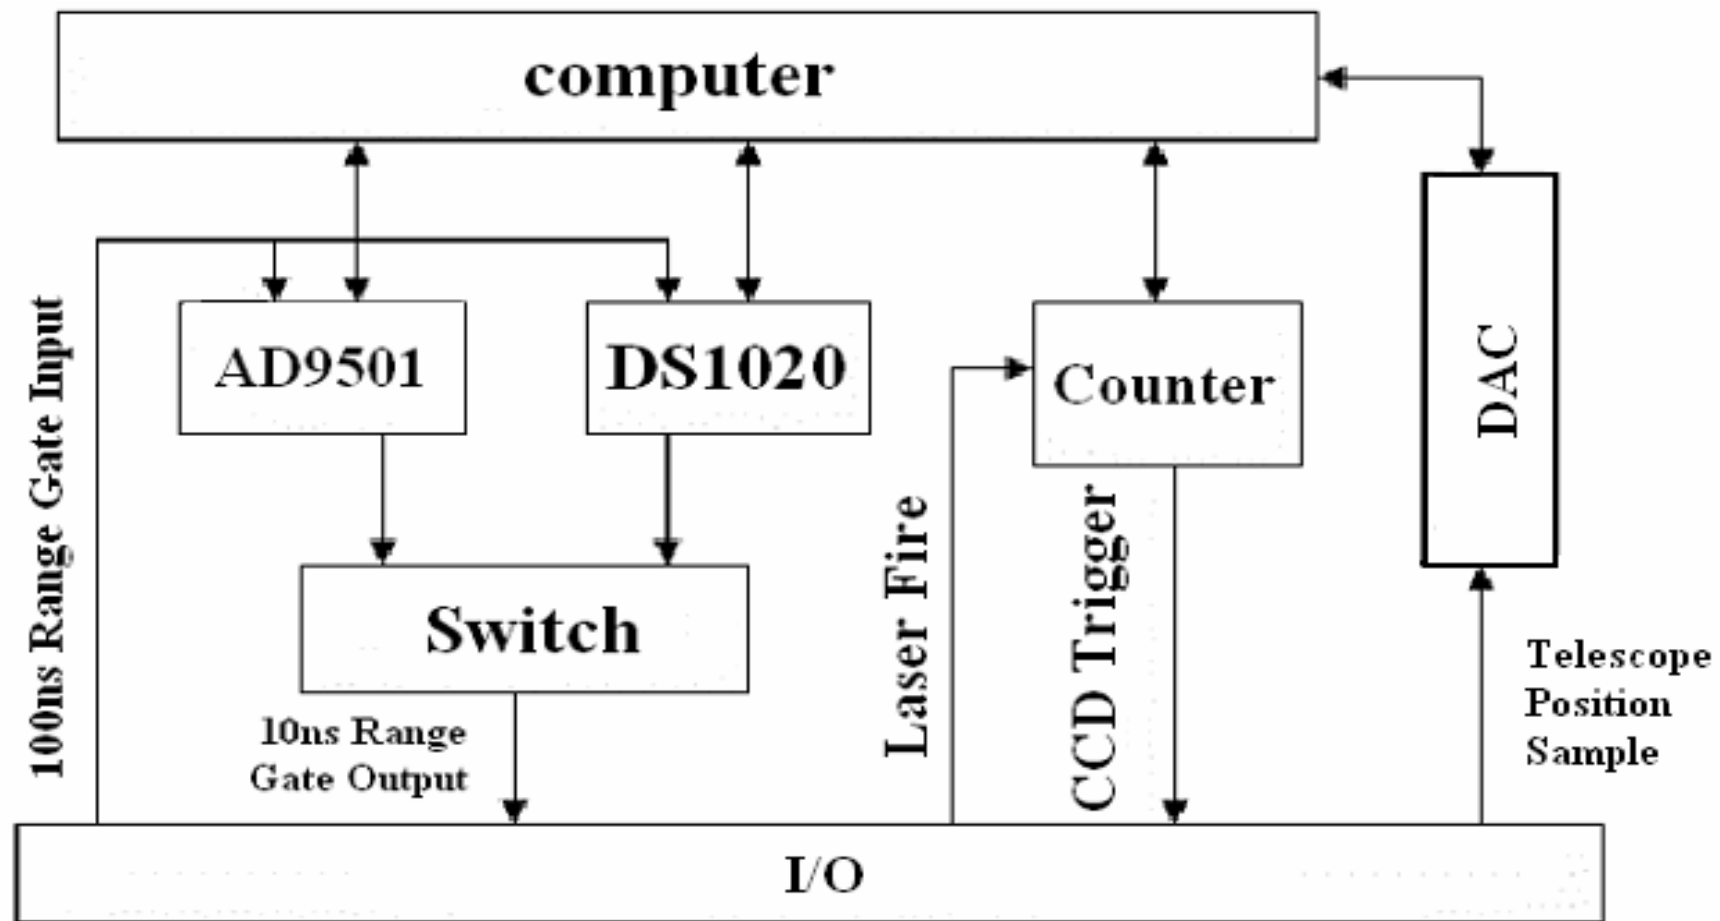 computer
100ns Range Gate Input
AD9501
DS1020
Counter
DAC
Switch
Laser Fire
CCD Trigger
10ns Range
Gate Output
Telescope
Position
Sample
I/O